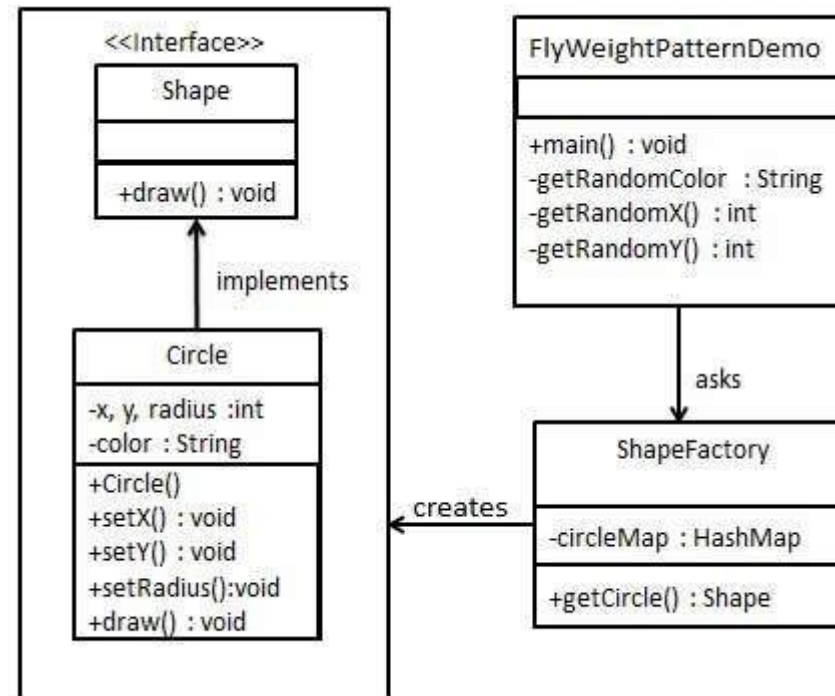 <<Interface>>
Shape
+draw() : void
implements
Circle
-x, y, radius :int
-color : String
+Circle()
+setX() : void
+setY() : void
+setRadius():void
+draw() : void
FlyWeightPatternDemo
+main() : void
-getRandomColor : String
-getRandomX() : int
-getRandomY() : int
asks
ShapeFactory
-circleMap : HashMap
+getCircle() : Shape
creates